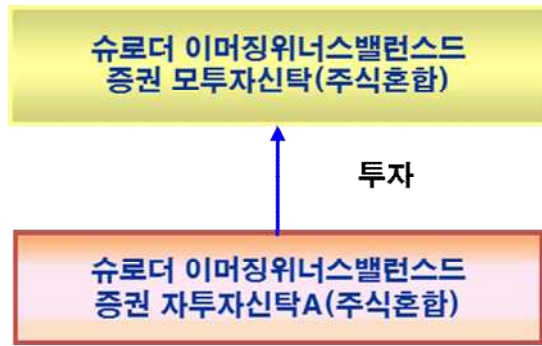 슈로더 이머징위너스밸런스드
증권 모투자신탁(주식혼합)
투자
슈로더 이머징위너스밸런스드
증권 자투자신탁A(주식혼합)